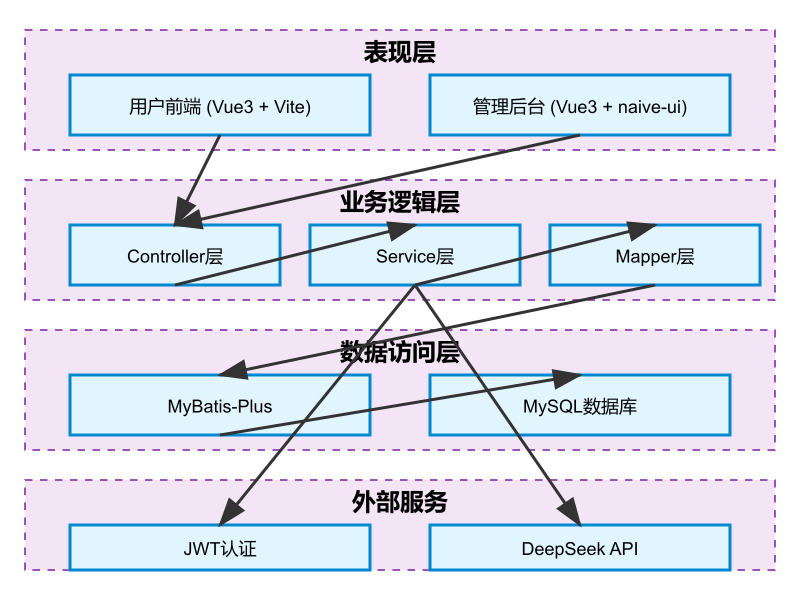 表现层
用户前端 (Vue3 + Vite)
管理后台 (Vue3 + naive-ui)
业务逻辑层
Controller层
Service层
Mapper层
数据访问层
MyBatis-Plus
MySQL数据库
外部服务
JWT认证
DeepSeek API